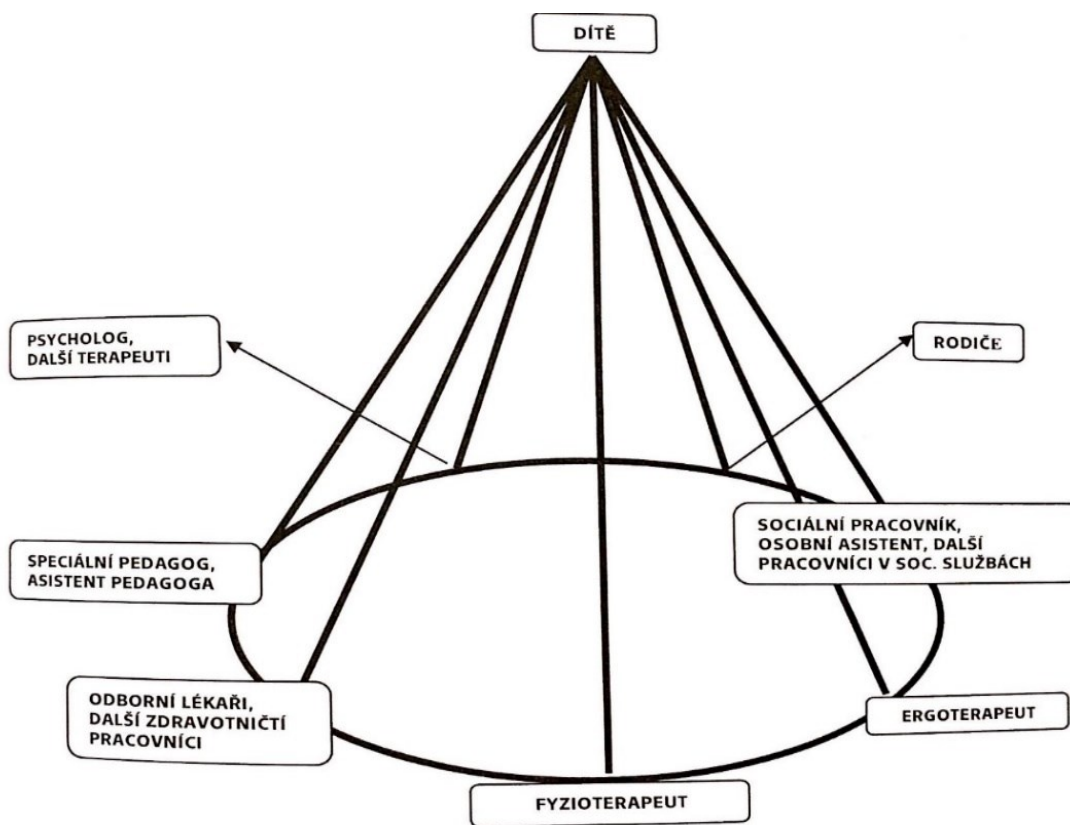 DÍTĚ
PSYCHOLOG,
DALŠÍ TERAPEUTI
RODIČE
SPECIÁLNÍ PEDAGOG,
ASISTENT PEDAGOGA
SOCIÁLNÍ PRACOVNÍK,
OSOBNÍ ASISTENT, DALŠÍ
PRACOVNÍCI V SOC. SLUŽBÁCH
ODBORNÍ LÉKAŘI,
DALŠÍ ZDRAVOTNIČTÍ
PRACOVNÍCI
ERGOTERAPEUT
FYZIOTERAPEUT